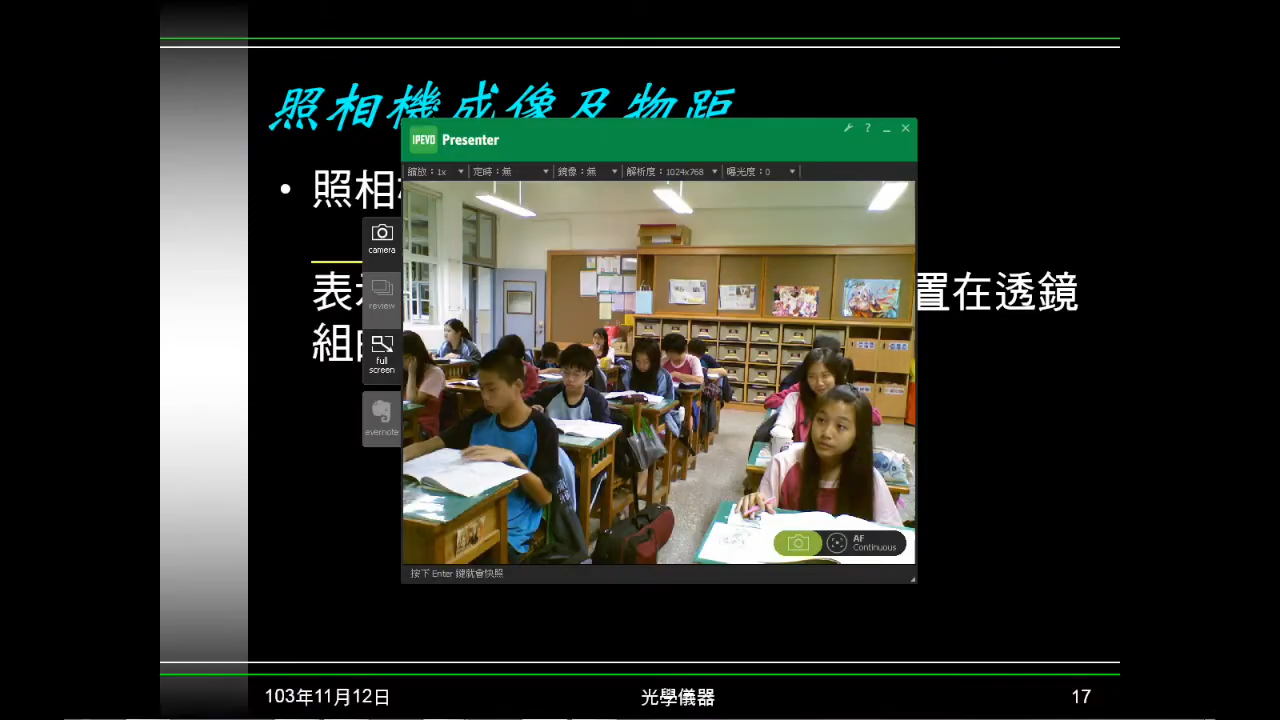 照相機成像及物距
IPEVO Presenter
縮放：1x 定時：無 鏡像：無 解析度：1024x768 曝光度：0
• 照相
camera
review
表 置在透鏡
full
screen
組
evernote
AF
Continuous
按下 Enter 鍵就會快照
103年11月12日 光學儀器 17